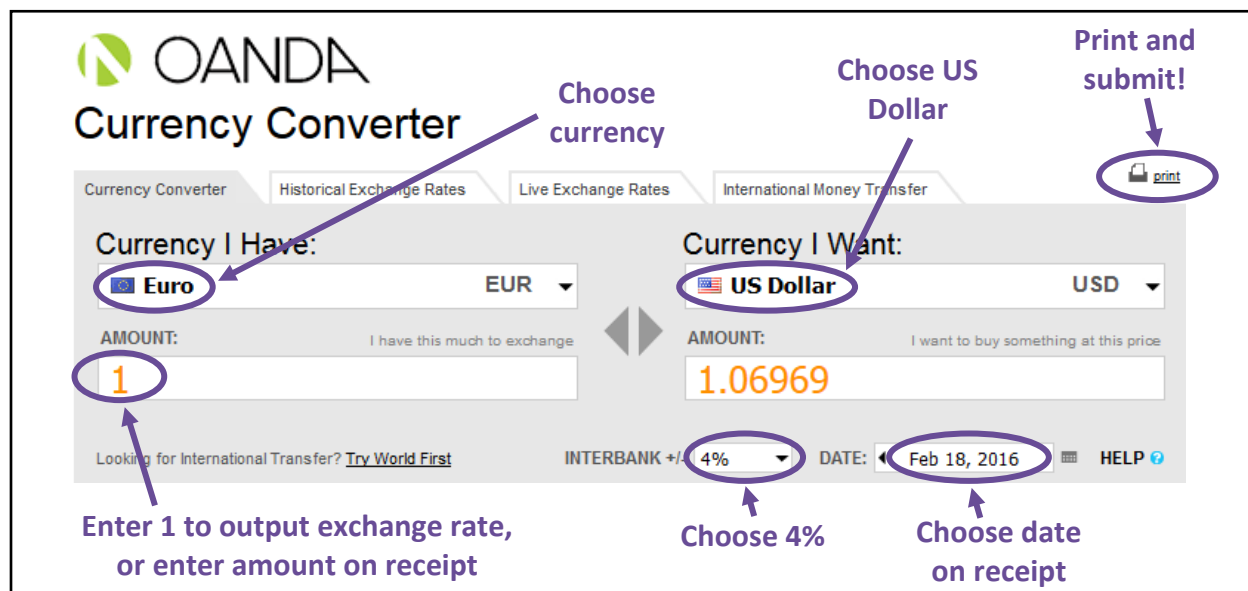 OANDA
Currency Converter
Choose
currency
Choose US
Dollar
Print and
submit!
Currency Converter
Historical Exchange Rates
Live Exchange Rates
International Money Transfer
print
Currency I Have:
Currency I Want:
Euro EUR
US Dollar USD
AMOUNT: I have this much to exchange
AMOUNT: I want to buy something at this price
1
1.06969
Looking for International Transfer? Try World First
INTERBANK +/- 4%
DATE: Feb 18, 2016
HELP ?
Enter 1 to output exchange rate,
or enter amount on receipt
Choose 4%
Choose date
on receipt